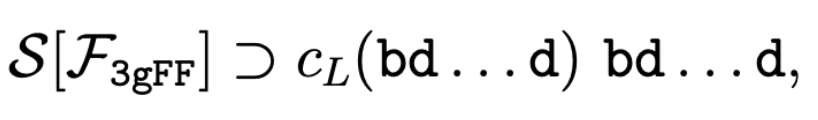 𝒮[ℱ_3gFF] ⊃ c_L(bd...d) bd...d,